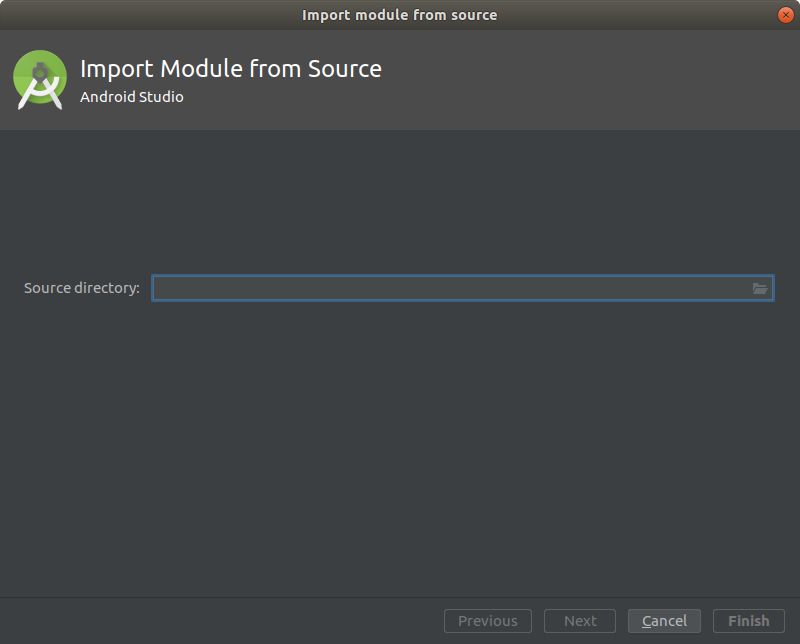 Import module from source
Import Module from Source
Android Studio
Source directory:
Previous Next Cancel Finish